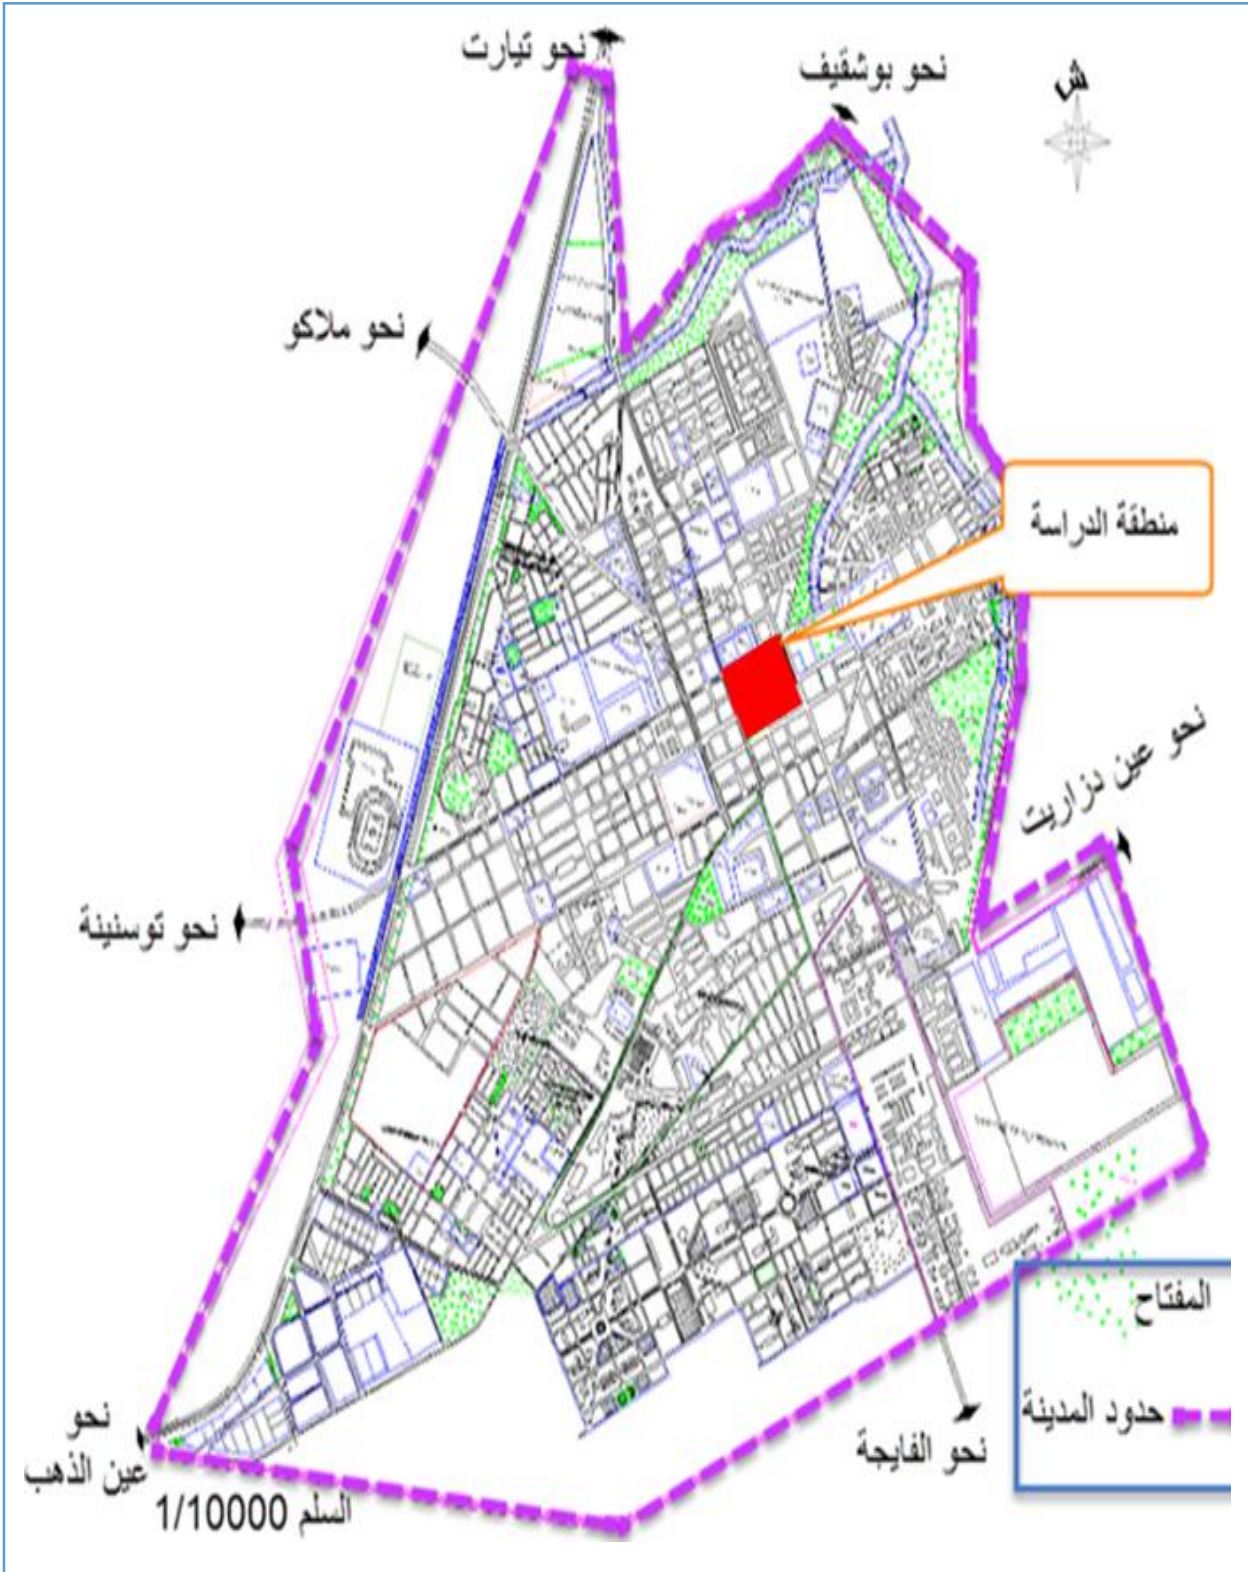 نحو تيارت
نحو بوشقيف
ش
نحو ملاكو
منطقة الدراسة
نحو عين دزاريت
نحو توسنينة
المفتاح
حدود المدينة
نحو الفايجة
نحو
عين الذهب
السلم 1/10000